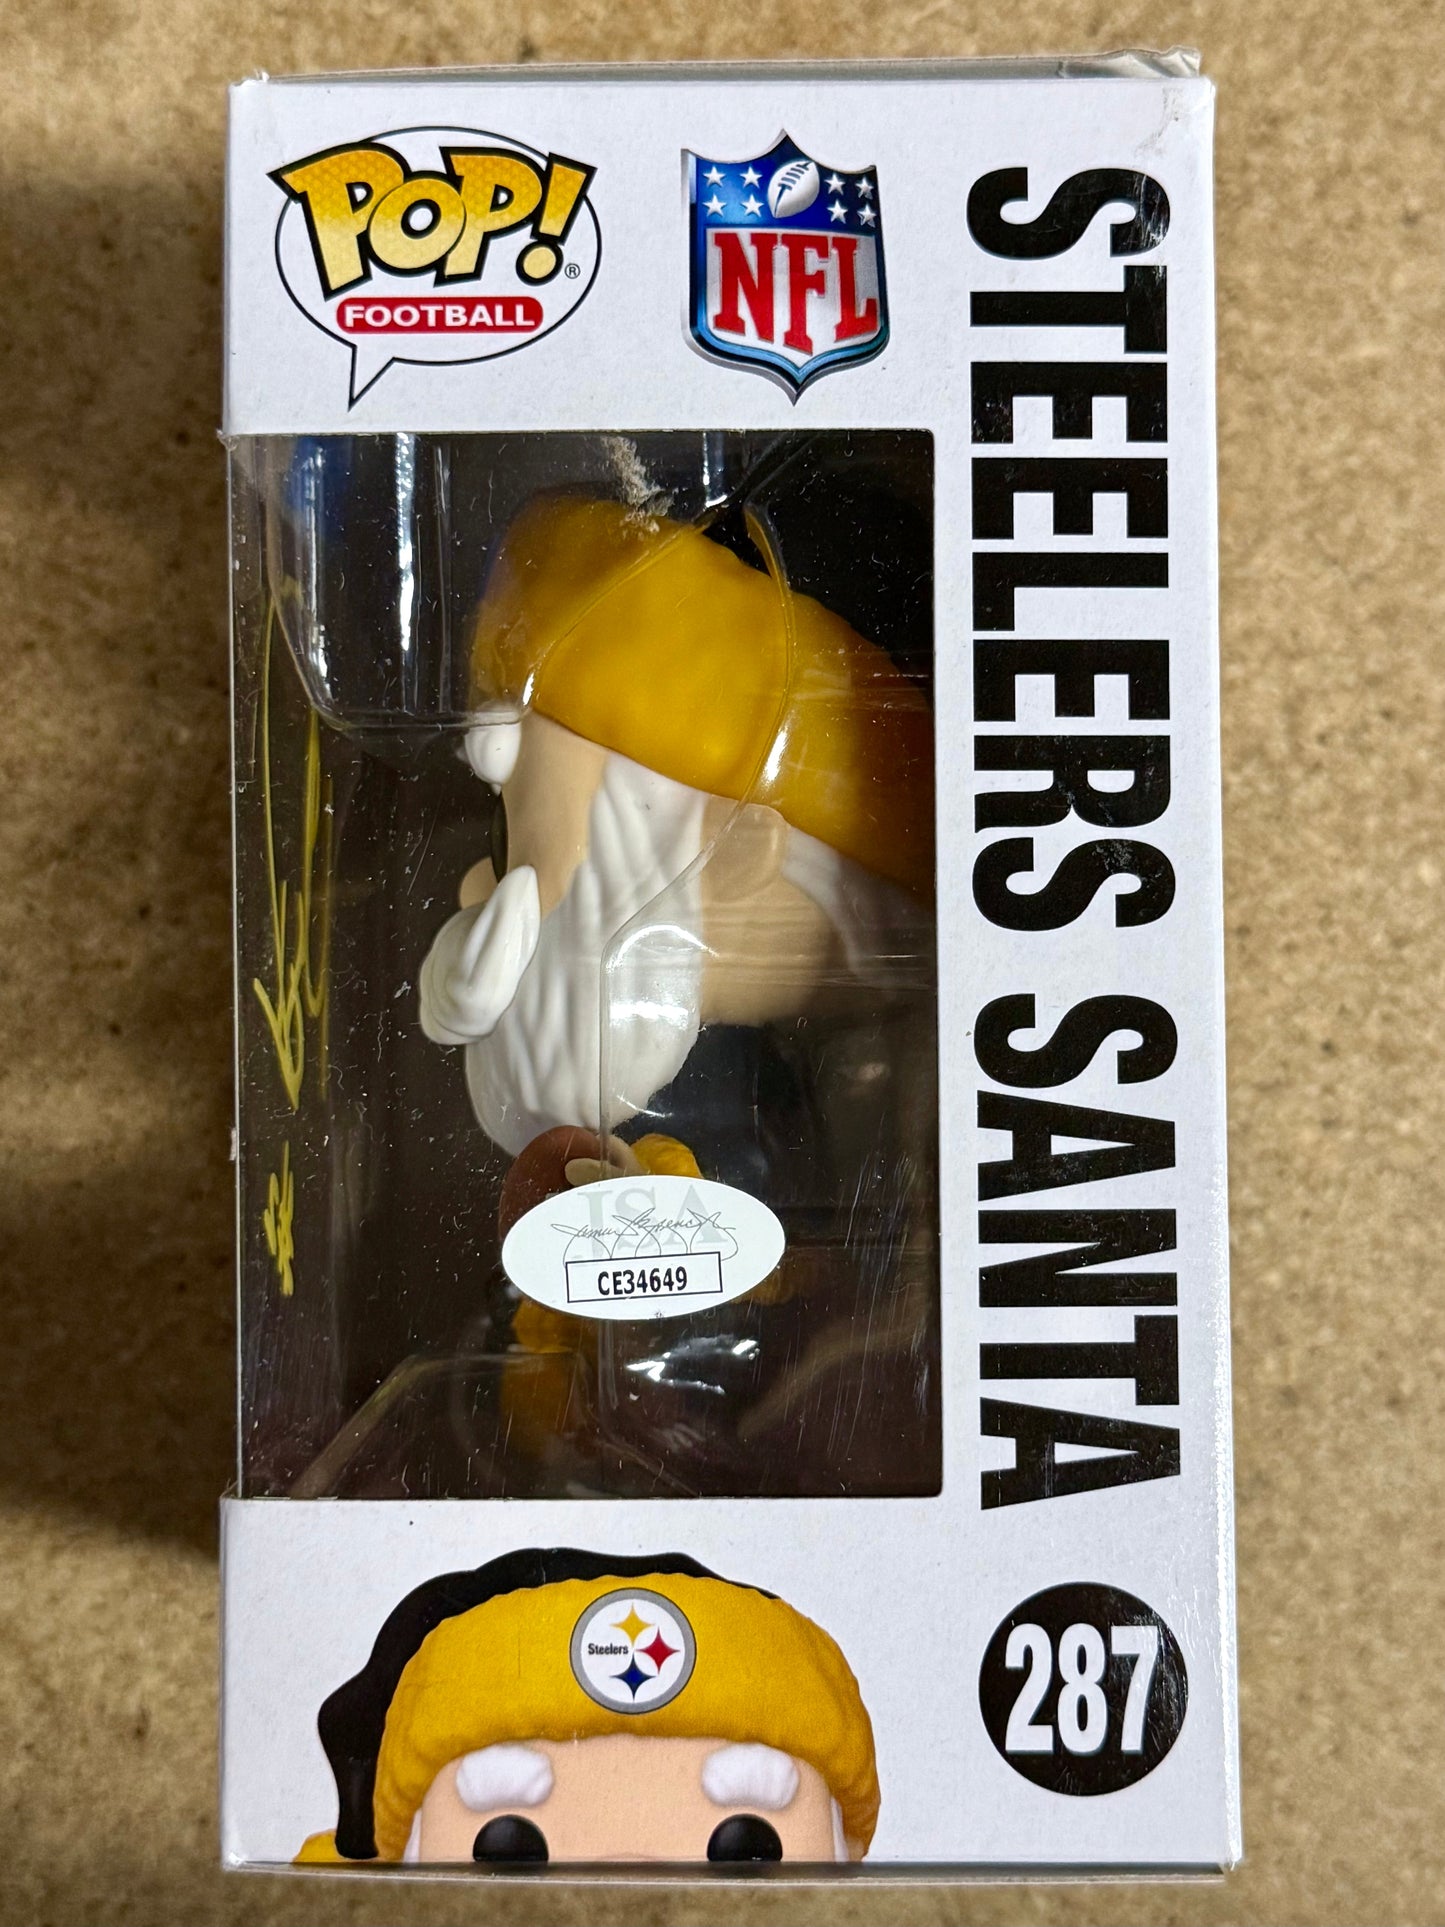 POP!®
FOOTBALL
NFL
STEELERS SANTA
JSA
CE34649
Steelers
287